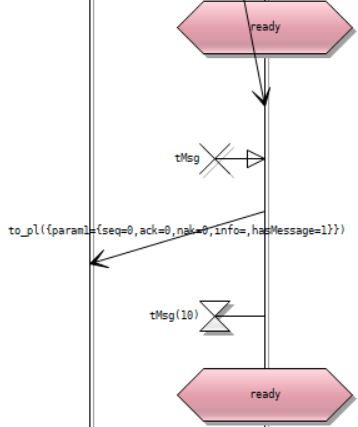 ready
tMsg
to_pl({param1={seq=0,ack=0,nak=0,info=,hasMessage=1}})
tMsg(10)
ready